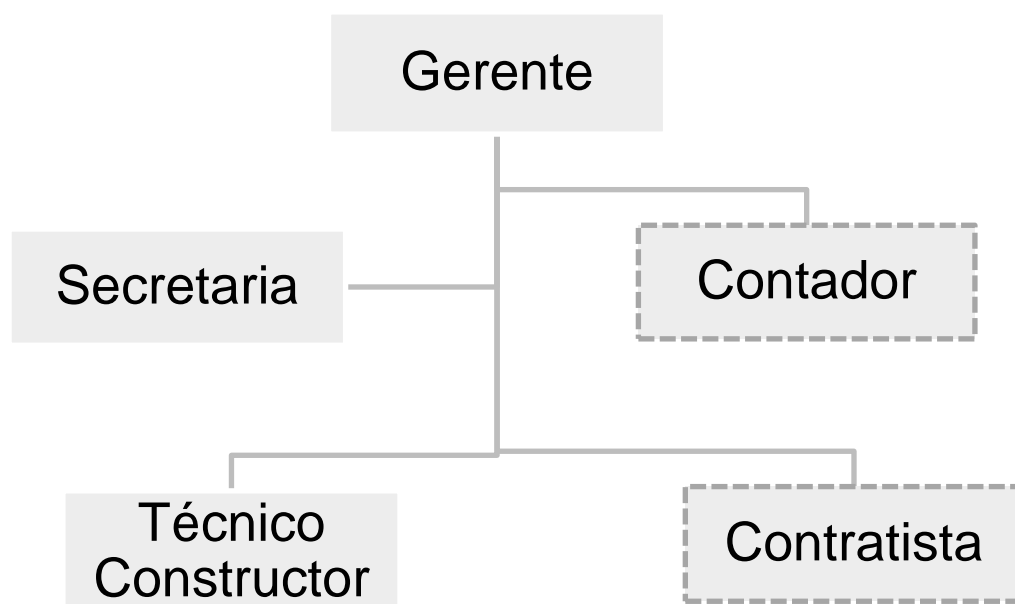 Gerente
Secretaria
Contador
Técnico
Constructor
Contratista